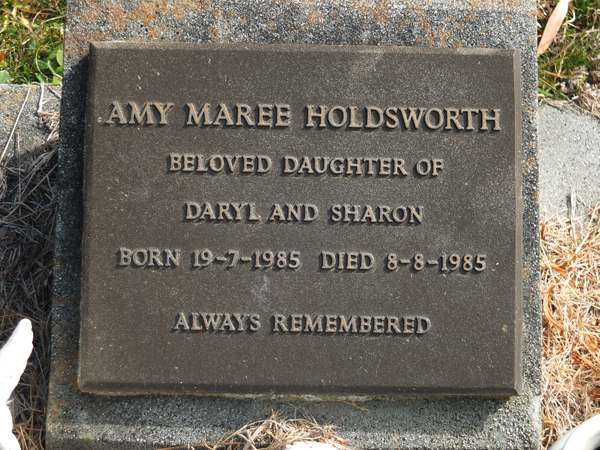 AMY MAREE HOLDSWORTH
BELOVED DAUGHTER OF
DARYL AND SHARON
BORN 19-7-1985 DIED 8-8-1985
ALWAYS REMEMBERED